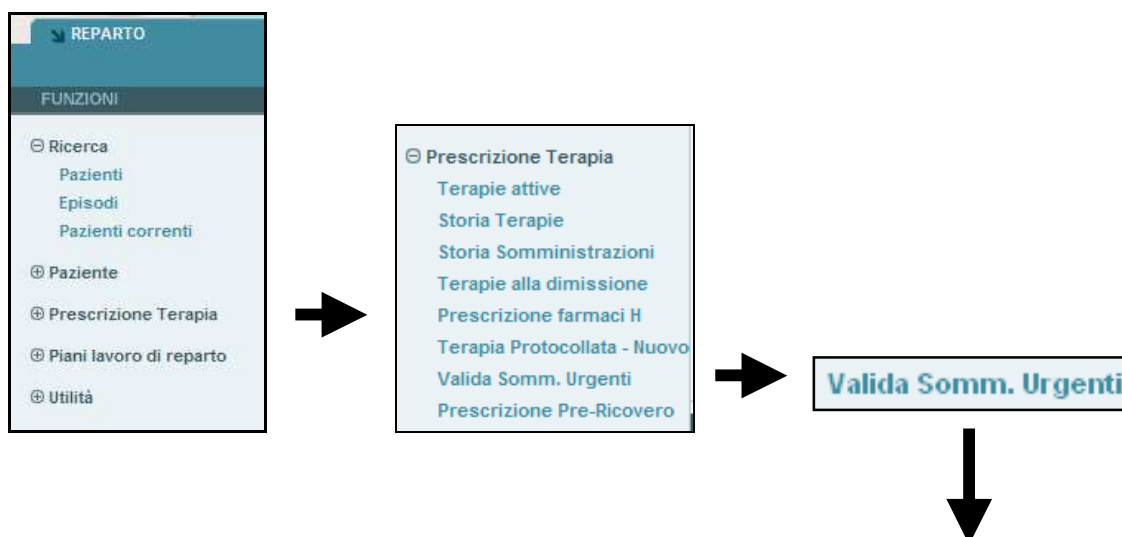 REPARTO
FUNZIONI
Ricerca
Pazienti
Episodi
Pazienti correnti
Paziente
Prescrizione Terapia
Piani lavoro di reparto
Utilità
Prescrizione Terapia
Terapie attive
Storia Terapie
Storia Somministrazioni
Terapie alla dimissione
Prescrizione farmaci H
Terapia Protocollata - Nuovo
Valida Somm. Urgenti
Prescrizione Pre-Ricovero
Valida Somm. Urgenti